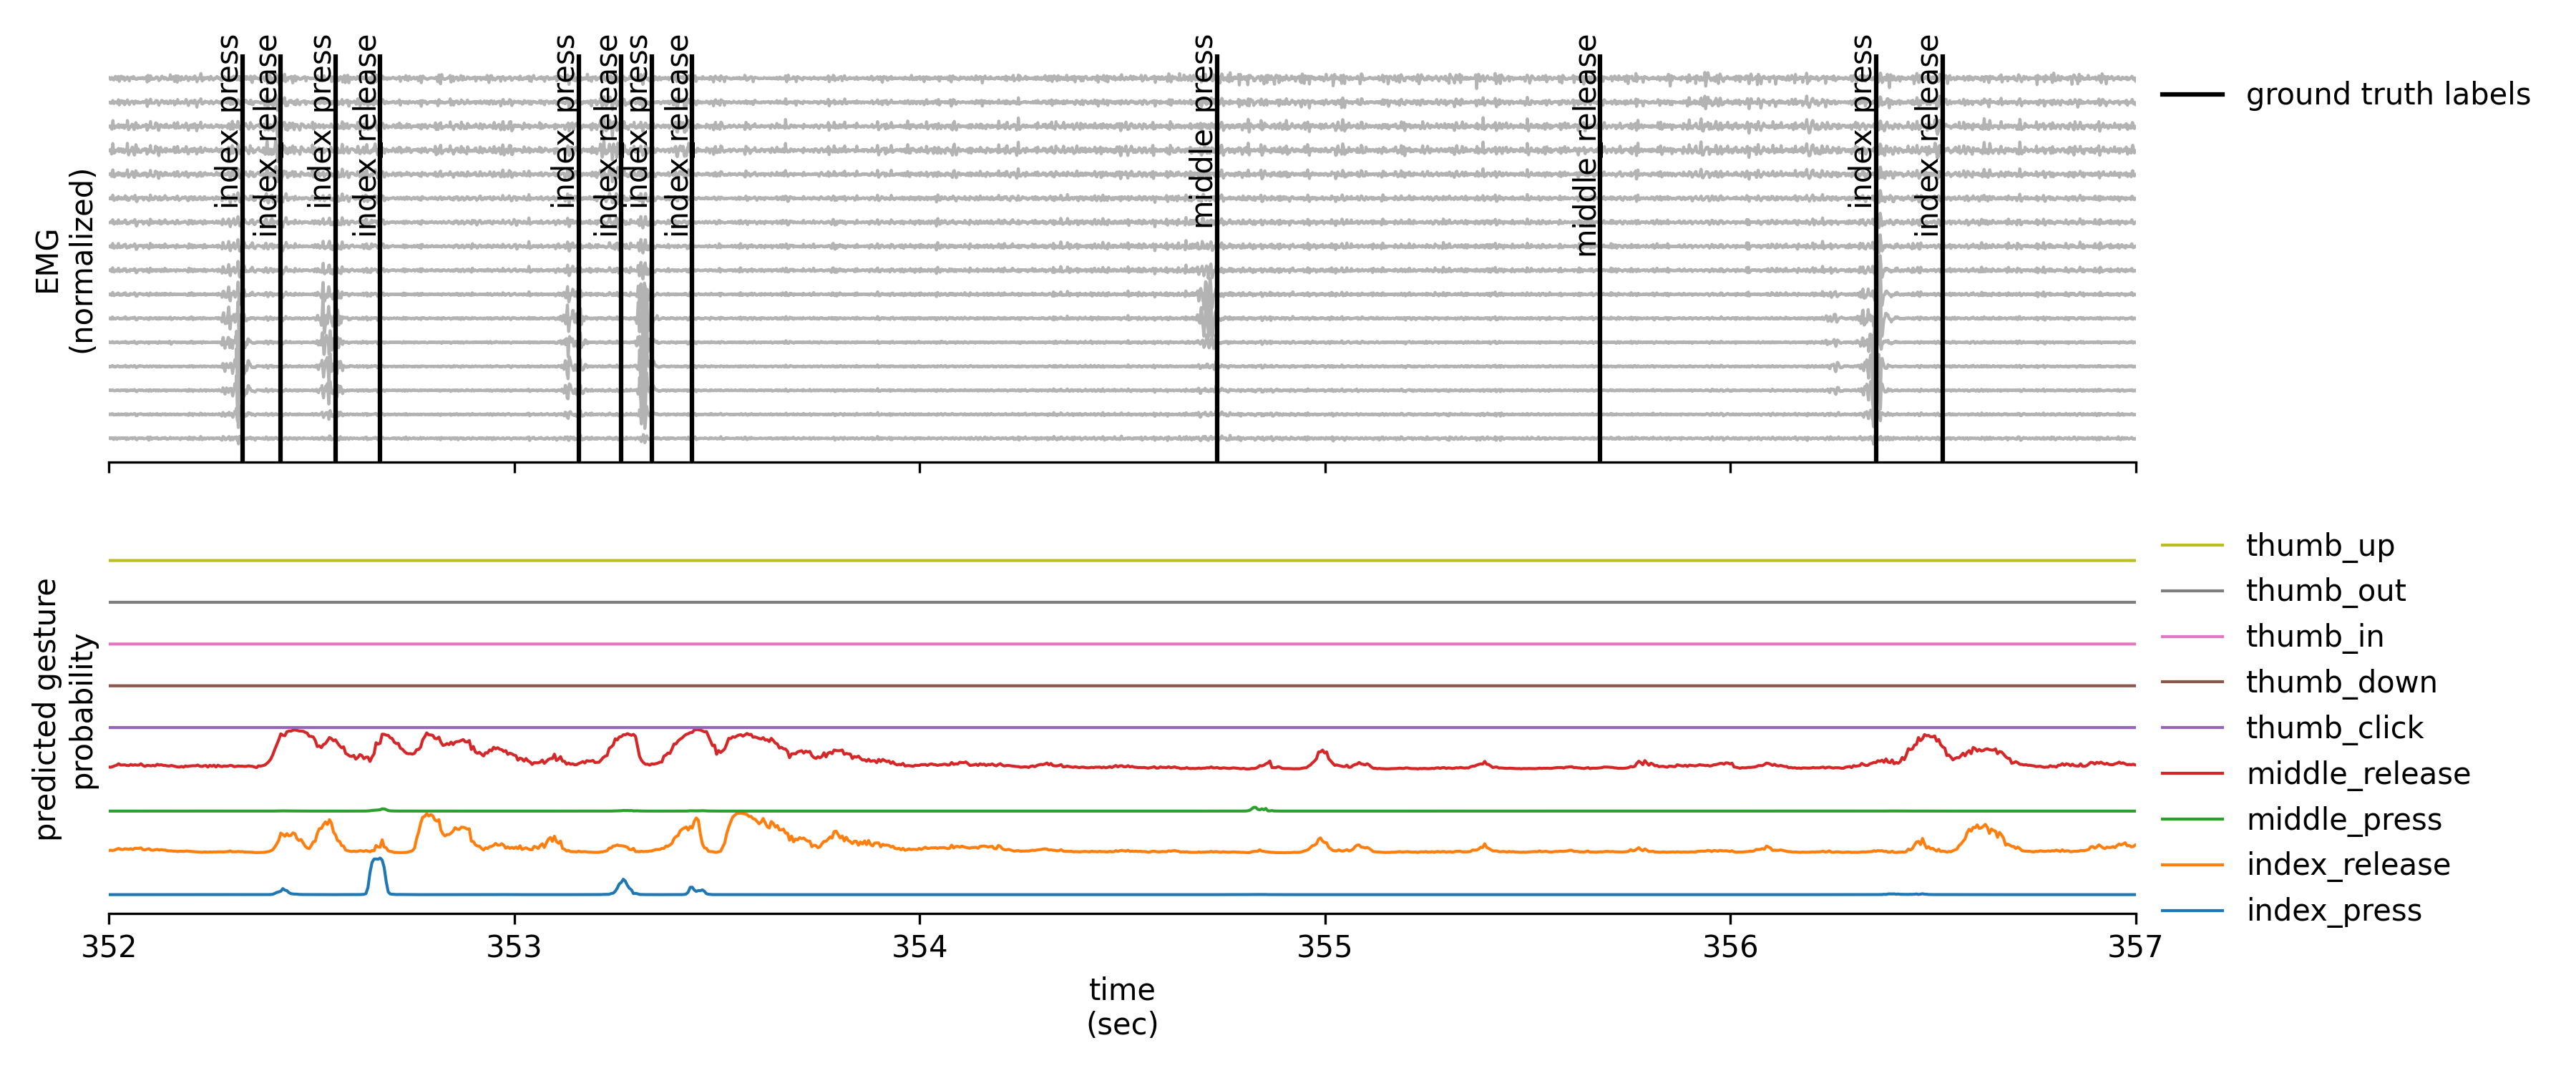 index press
index release
index press
index release
index press
index release
index press
index release
middle press
middle release
index press
index release
ground truth labels
EMG
(normalized)
thumb_up
thumb_out
thumb_in
thumb_down
thumb_click
middle_release
middle_press
index_release
index_press
predicted gesture
probability
352
353
354
355
356
357
time
(sec)